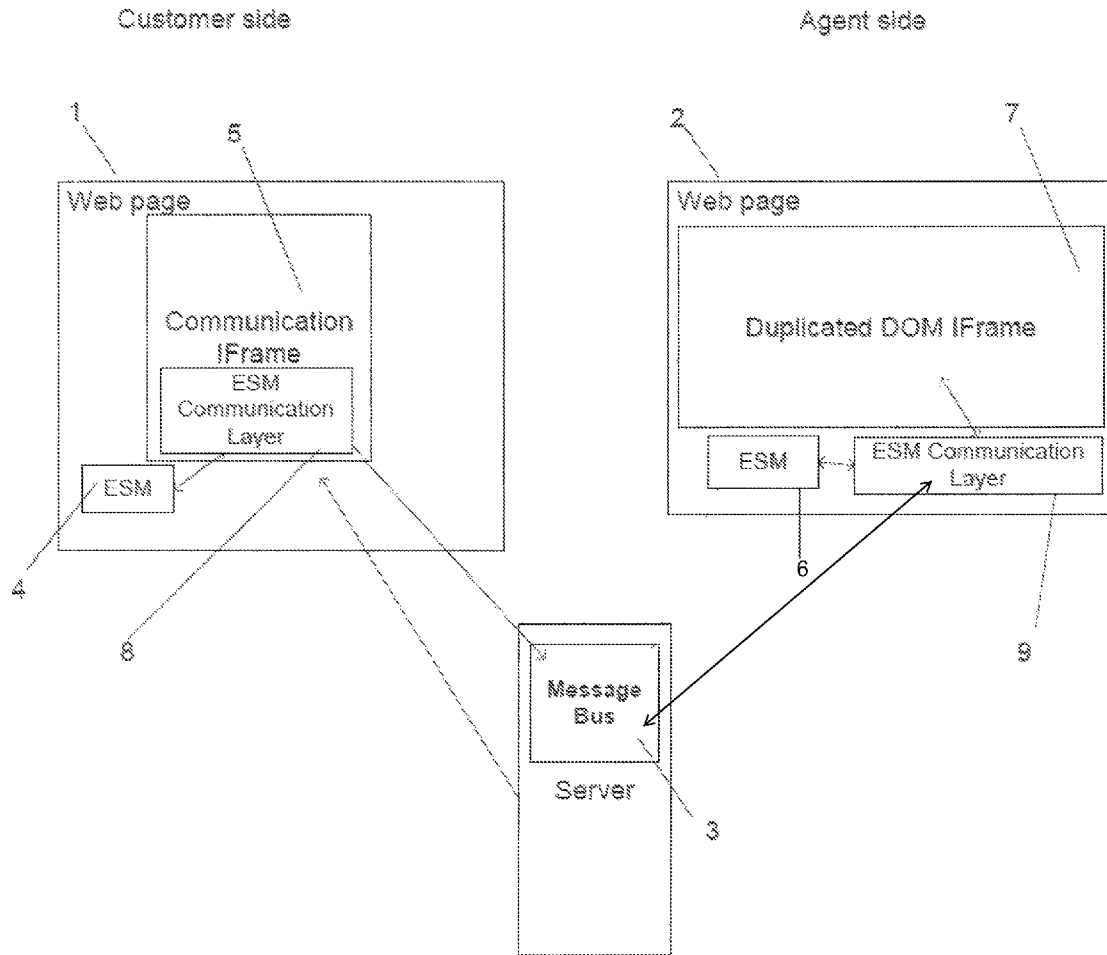 Customer side
Agent side
1
5
2
7
Web page
Web page
Communication
IFrame
Duplicated DOM IFrame
ESM
Communication
Layer
ESM
ESM
ESM Communication
Layer
4
8
6
9
Message
Bus
Server
3